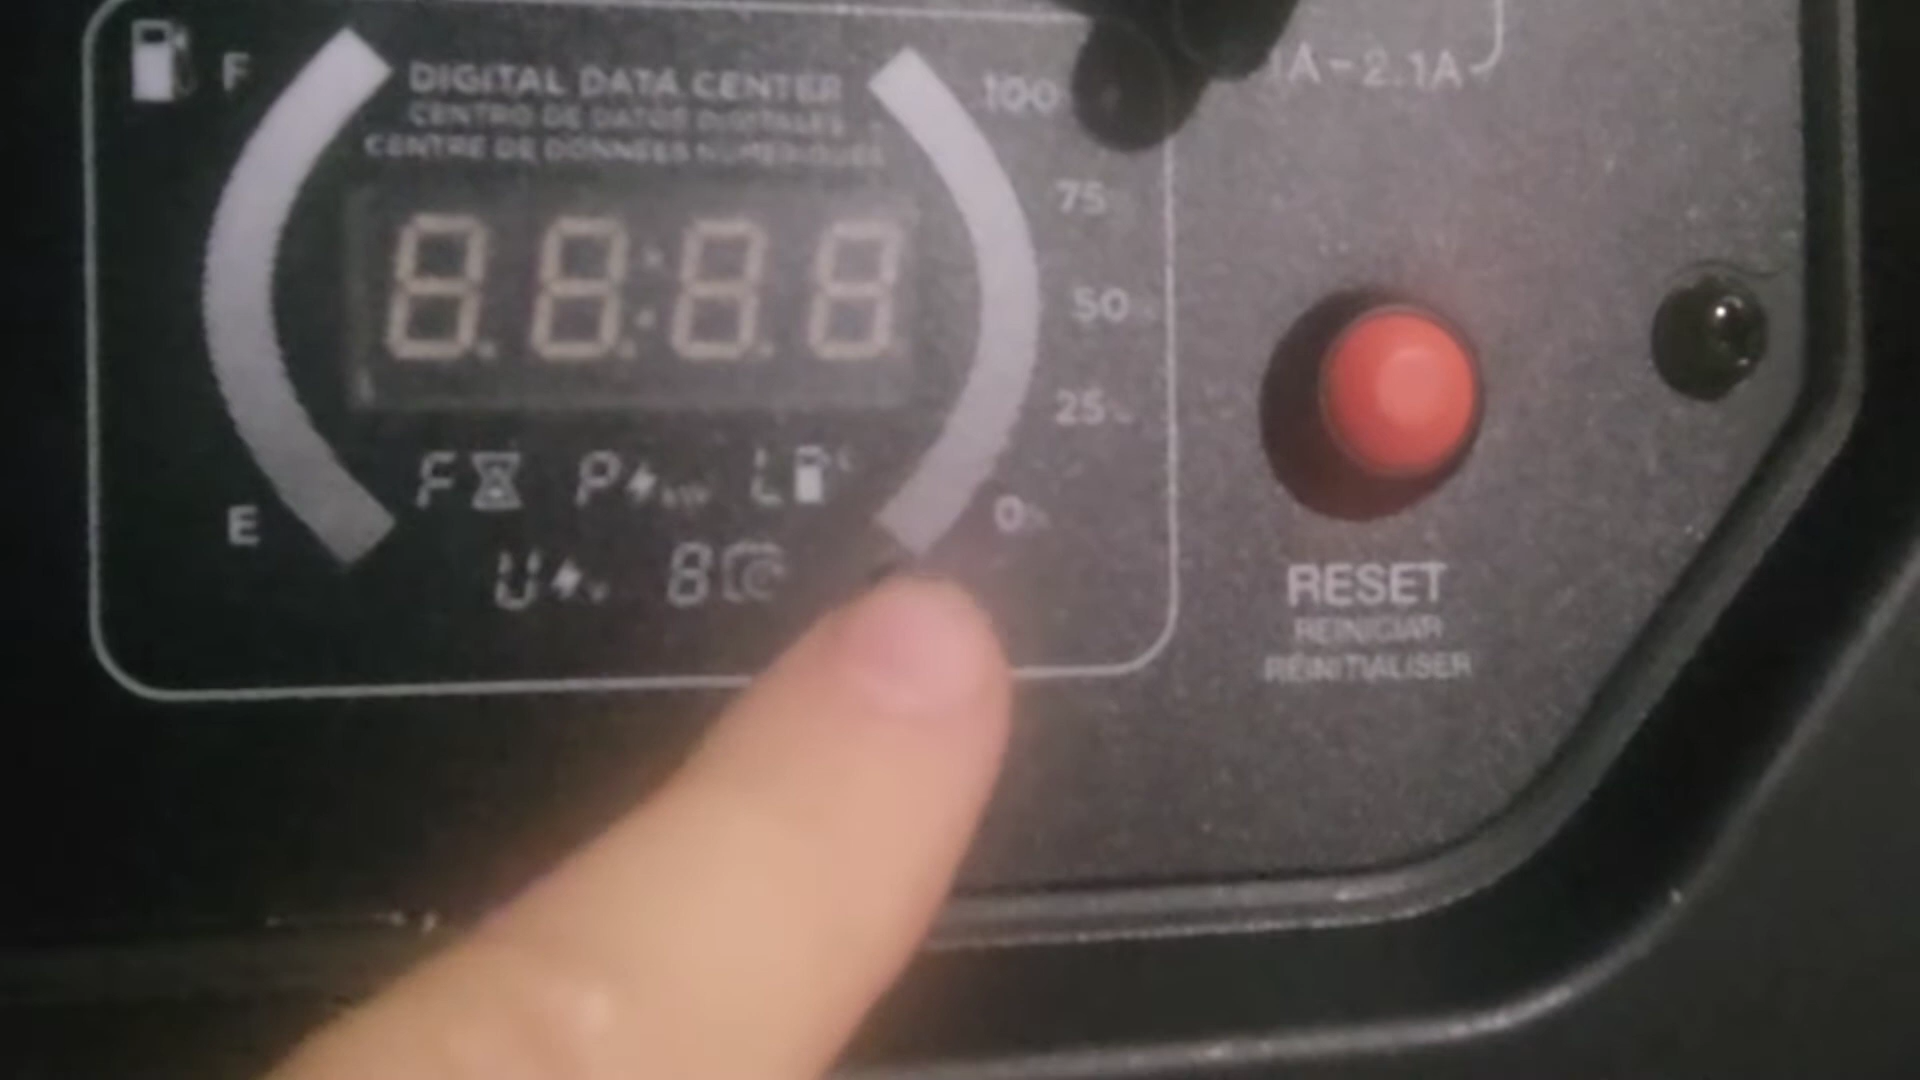 F
DIGITAL DATA CENTER
CENTRO DE DATOS DIGITALES
CENTRE DE DONNÉES NUMÉRIQUES
100
A-2.1A
75
88:88
50
25
F P L
E
0%
U 8
RESET
REINICIAR
RÉINITIALISER